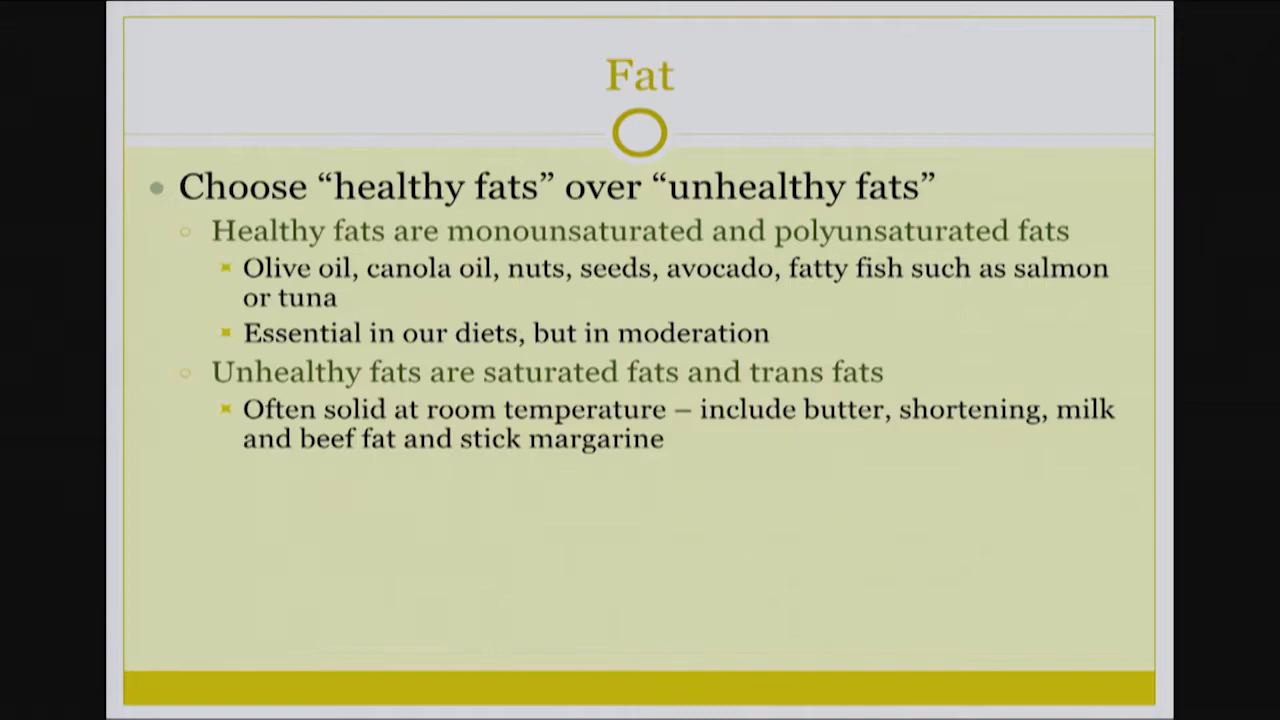 Fat
Choose “healthy fats” over “unhealthy fats”
Healthy fats are monounsaturated and polyunsaturated fats
Olive oil, canola oil, nuts, seeds, avocado, fatty fish such as salmon
or tuna
Essential in our diets, but in moderation
Unhealthy fats are saturated fats and trans fats
Often solid at room temperature – include butter, shortening, milk
and beef fat and stick margarine